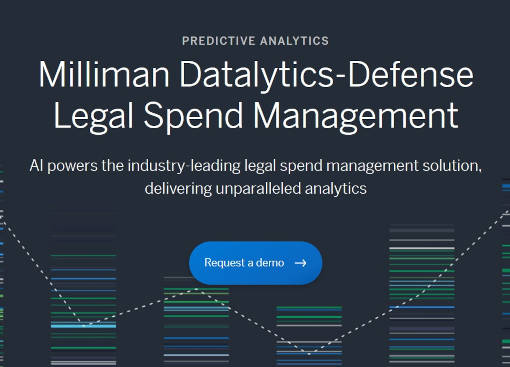 PREDICTIVE ANALYTICS
Milliman Datalytics-Defense
Legal Spend Management
AI powers the industry-leading legal spend management solution,
delivering unparalleled analytics
Request a demo →